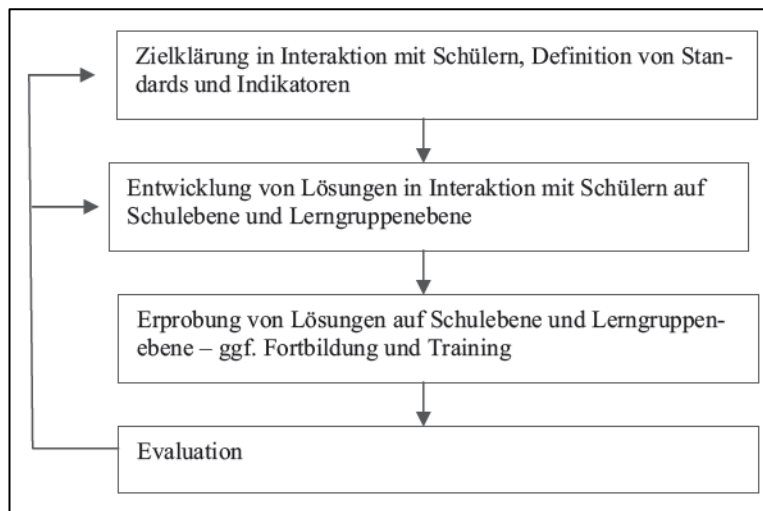 Zielklärung in Interaktion mit Schülern, Definition von Stan-
dards und Indikatoren
Entwicklung von Lösungen in Interaktion mit Schülern auf
Schulebene und Lerngruppenebene
Erprobung von Lösungen auf Schulebene und Lerngruppen-
ebene – ggf. Fortbildung und Training
Evaluation